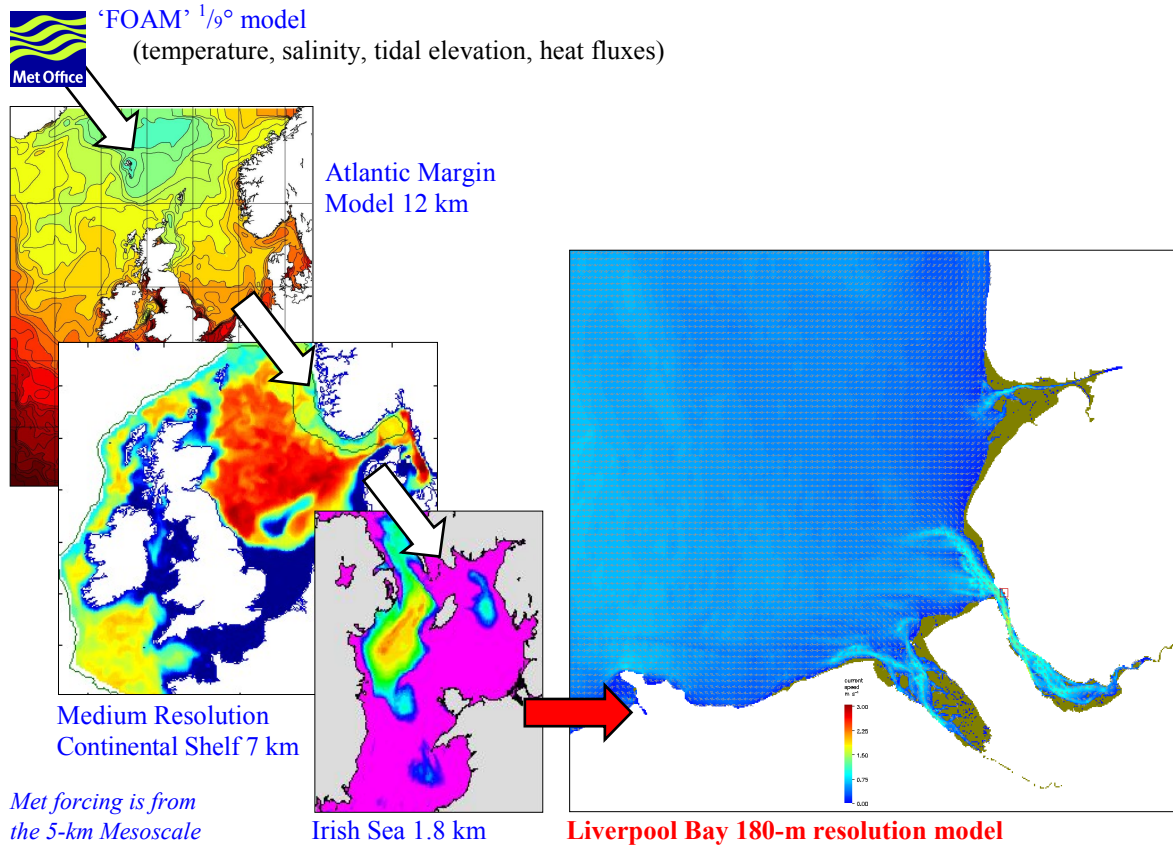 ‘FOAM’ 1/9° model
(temperature, salinity, tidal elevation, heat fluxes)
Met Office
Atlantic Margin
Model 12 km
Medium Resolution
Continental Shelf 7 km
Met forcing is from
the 5-km Mesoscale
Irish Sea 1.8 km
current
speed
m s⁻¹
3.00
2.25
1.50
0.75
0.00
Liverpool Bay 180-m resolution model